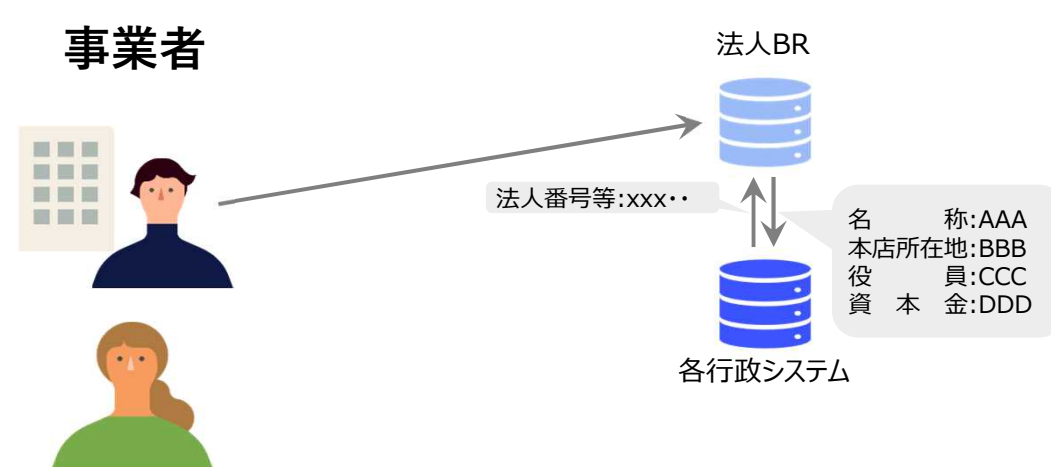 事業者
法人BR
法人番号等:xxx‥
名　　　称:AAA
本店所在地:BBB
役　　　員:CCC
資　本　金:DDD
各行政システム